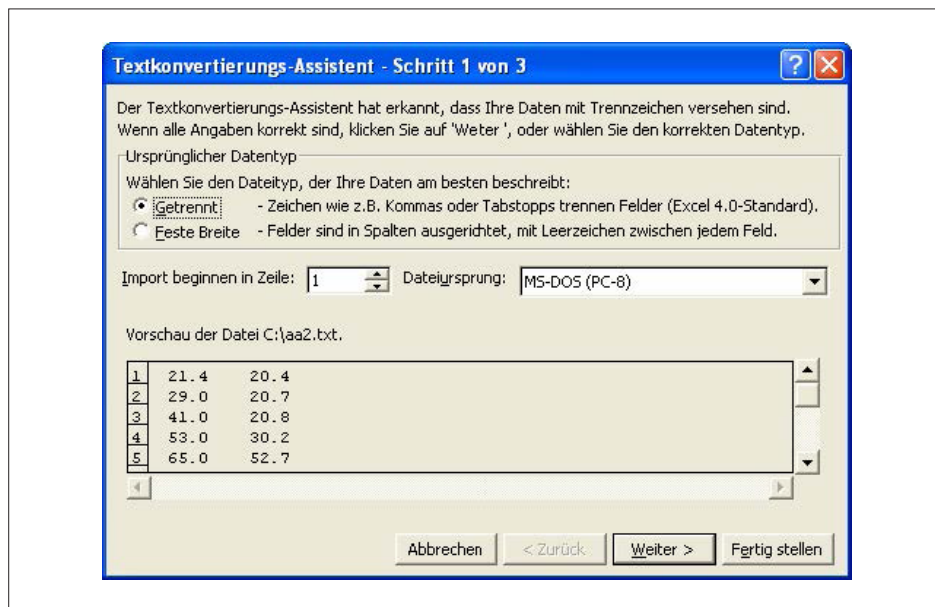 Textkonvertierungs-Assistent - Schritt 1 von 3
Der Textkonvertierungs-Assistent hat erkannt, dass Ihre Daten mit Trennzeichen versehen sind.
Wenn alle Angaben korrekt sind, klicken Sie auf 'Weter ', oder wählen Sie den korrekten Datentyp.
Ursprünglicher Datentyp
Wählen Sie den Dateityp, der Ihre Daten am besten beschreibt:
Getrennt - Zeichen wie z.B. Kommas oder Tabstopps trennen Felder (Excel 4.0-Standard).
Feste Breite - Felder sind in Spalten ausgerichtet, mit Leerzeichen zwischen jedem Feld.
Import beginnen in Zeile: 1 Dateiursprung: MS-DOS (PC-8)
Vorschau der Datei C:\aa2.txt.
1 21.4 20.4
2 29.0 20.7
3 41.0 20.8
4 53.0 30.2
5 65.0 52.7
Abbrechen < Zurück Weiter > Fertig stellen